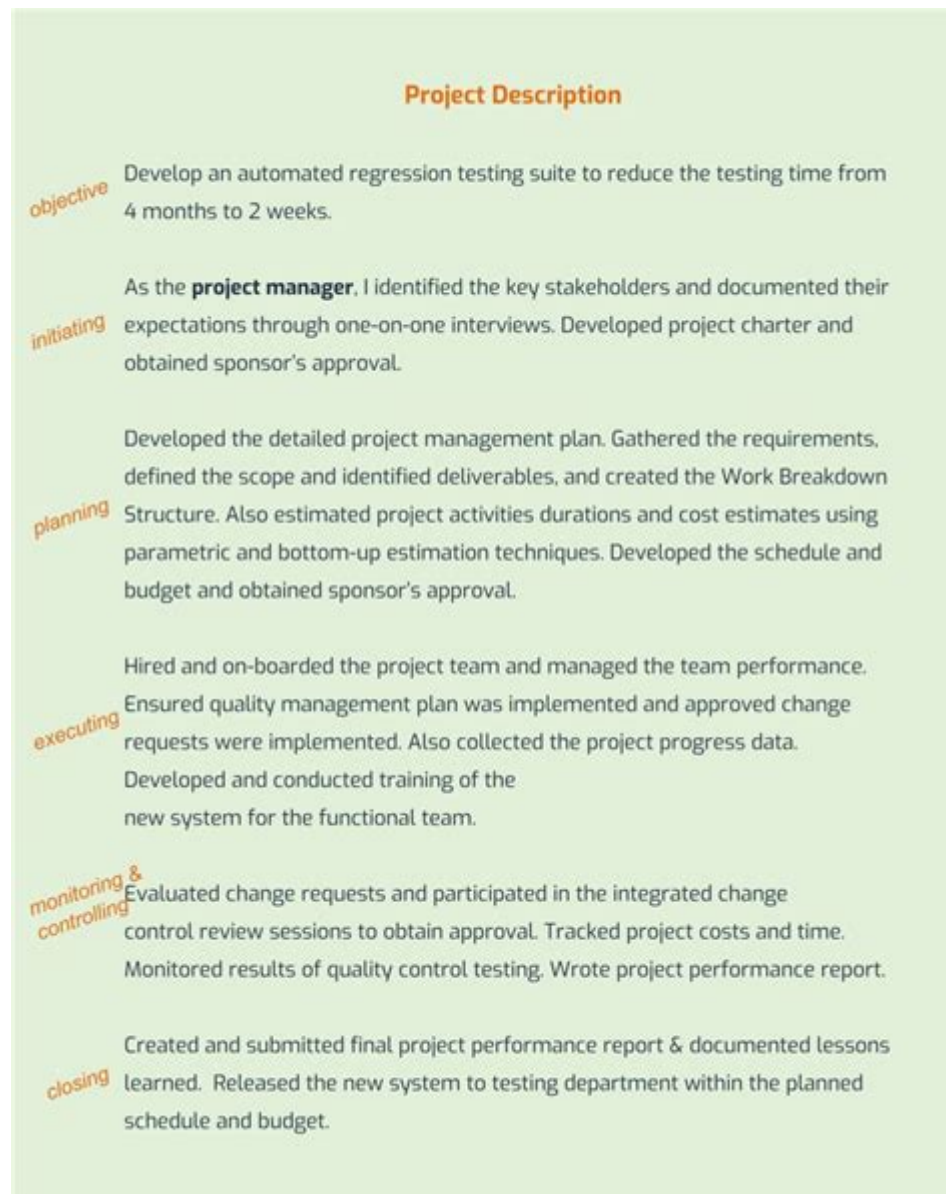 Project Description
objective
Develop an automated regression testing suite to reduce the testing time from
4 months to 2 weeks.
initiating
As the project manager, I identified the key stakeholders and documented their
expectations through one-on-one interviews. Developed project charter and
obtained sponsor's approval.
planning
Developed the detailed project management plan. Gathered the requirements,
defined the scope and identified deliverables, and created the Work Breakdown
Structure. Also estimated project activities durations and cost estimates using
parametric and bottom-up estimation techniques. Developed the schedule and
budget and obtained sponsor's approval.
executing
Hired and on-boarded the project team and managed the team performance.
Ensured quality management plan was implemented and approved change
requests were implemented. Also collected the project progress data.
Developed and conducted training of the
new system for the functional team.
monitoring &
controlling
Evaluated change requests and participated in the integrated change
control review sessions to obtain approval. Tracked project costs and time.
Monitored results of quality control testing. Wrote project performance report.
closing
Created and submitted final project performance report & documented lessons
learned.  Released the new system to testing department within the planned
schedule and budget.